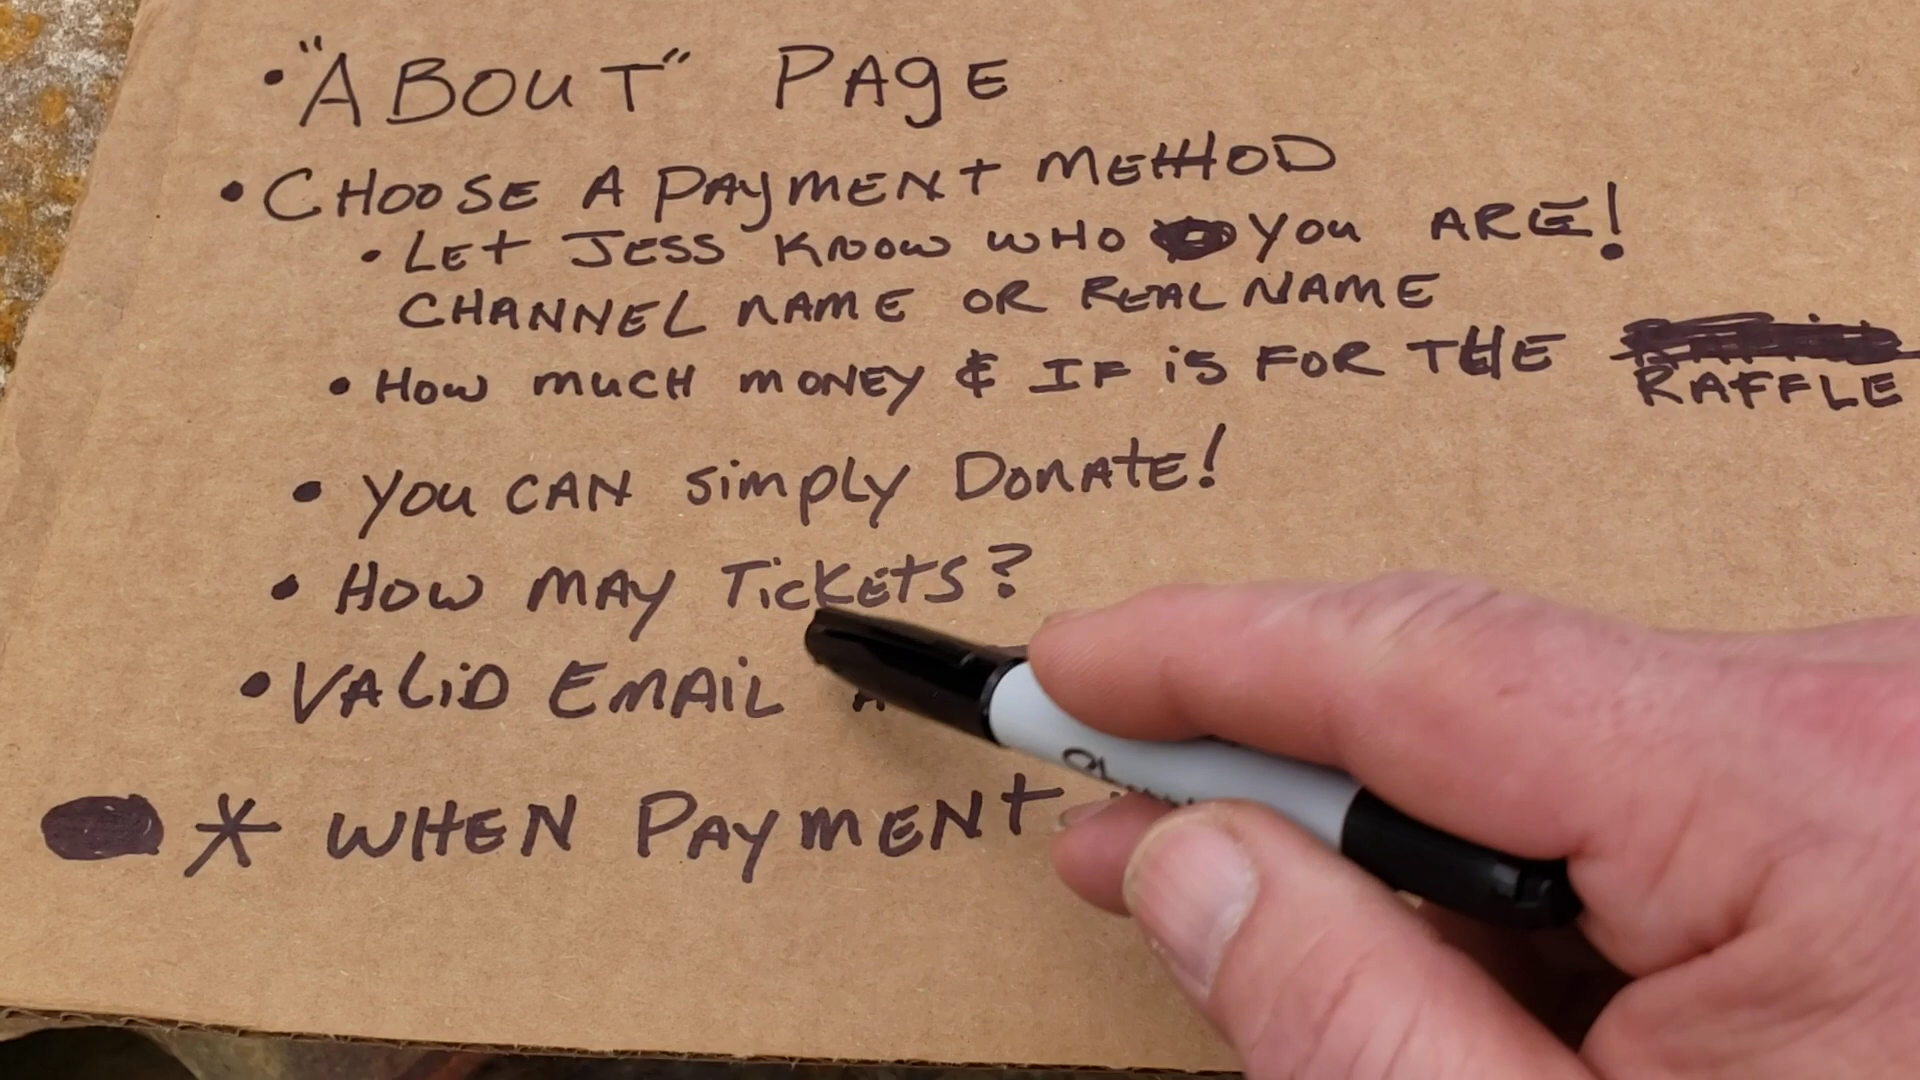 • "ABOUT" PAgE
• CHOOSE A PAYMENT METHOD
• LET JESS KNOW WHO YOU ARE!
CHANNEL NAME OR REAL NAME
• HOW MUCH MONEY & IF iS FOR THE RAFFLE
• YOU CAN SimPLY DONATE!
• HOW MAY TicKETS?
• VALiD EMAiL
* WHEN PAYMENT